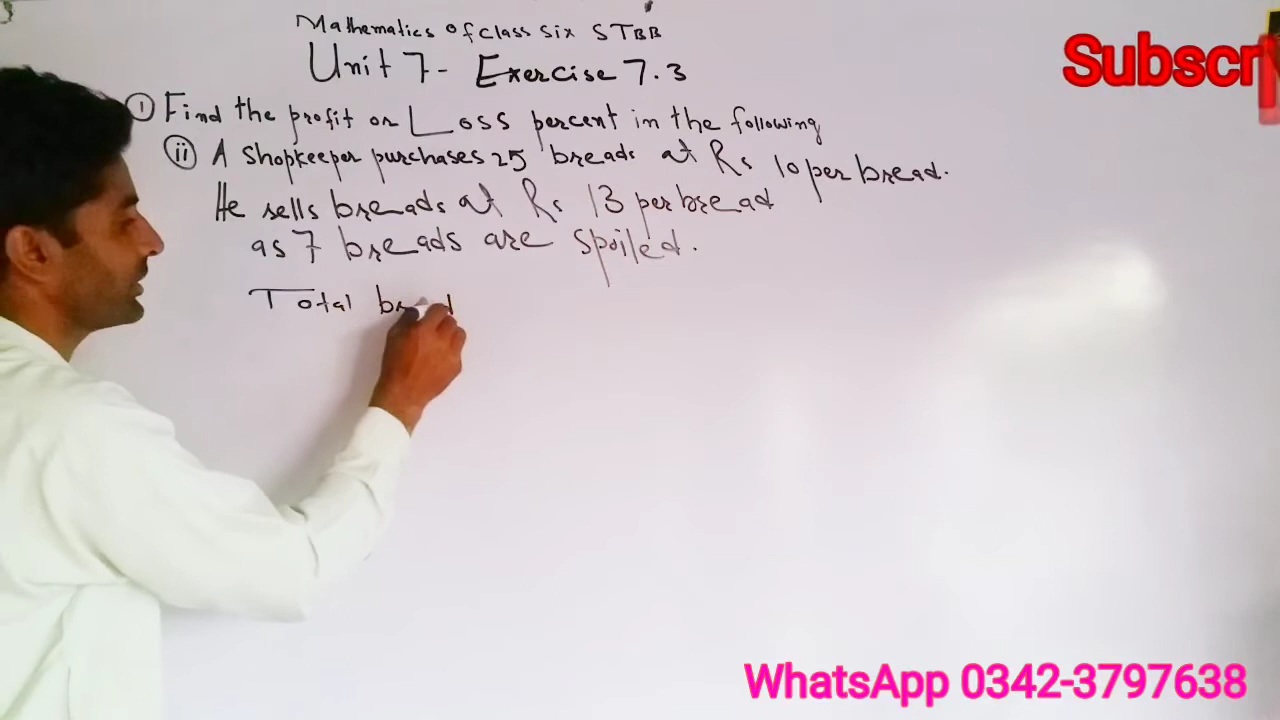 Mathematics of class six STBB
Unit 7- Exercise 7.3
Subscr
① Find the profit or Loss percent in the following
ⅱ A Shopkeeper purchases 25 breads at Rs 10 per bread.
He sells breads at Rs 13 per bread
as 7 breads are spoiled.
Total bread
WhatsApp 0342-3797638